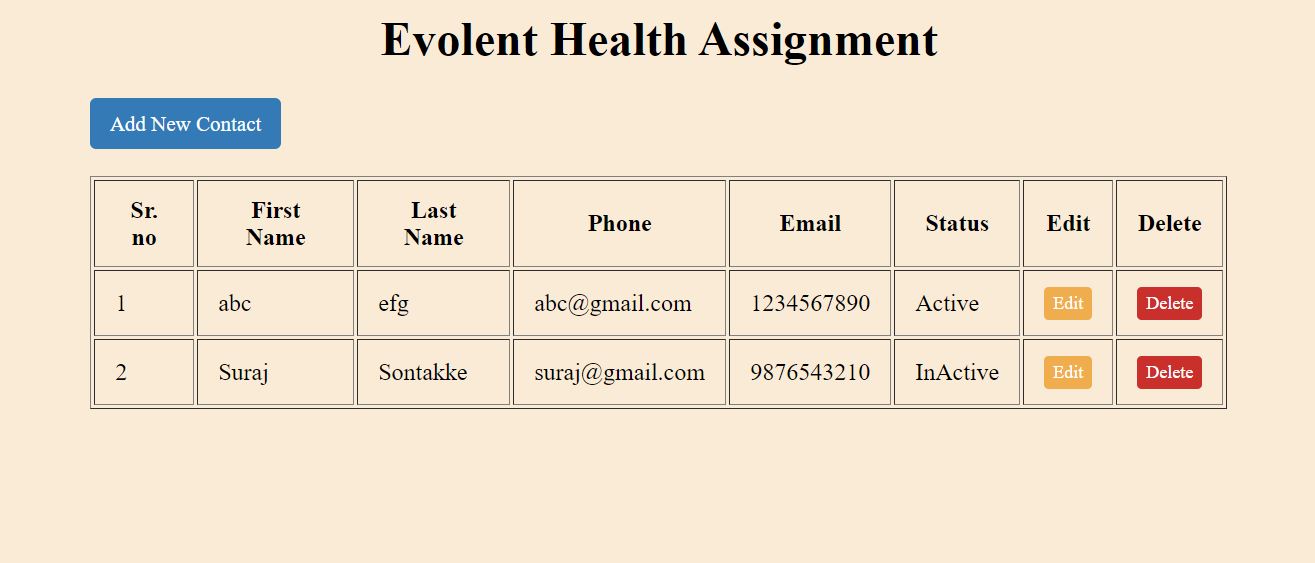 Evolent Health Assignment
Add New Contact
Sr. no First Name Last Name Phone Email Status Edit Delete
1 abc efg abc@gmail.com 1234567890 Active Edit Delete
2 Suraj Sontakke suraj@gmail.com 9876543210 InActive Edit Delete